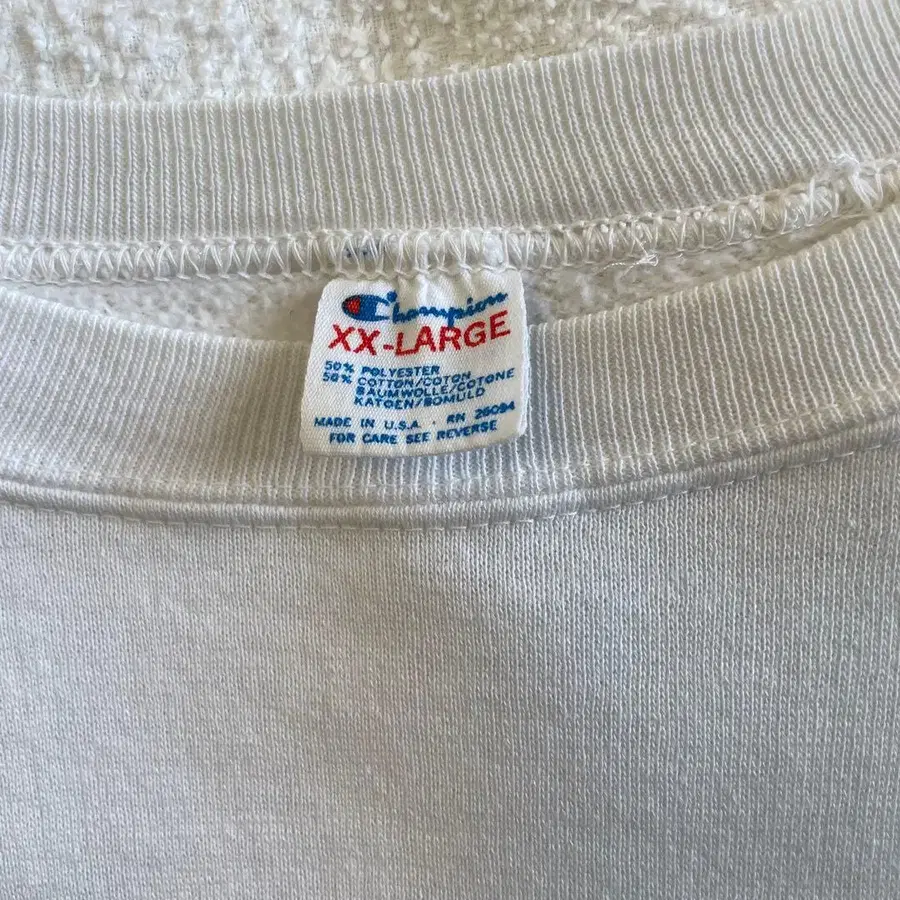 Champion
XX-LARGE
50% POLYESTER
50% COTTON/COTON
BAUMWOLLE/COTONE
KATOEN/BOMULD
MADE IN U.S.A. · RN 26094
FOR CARE SEE REVERSE